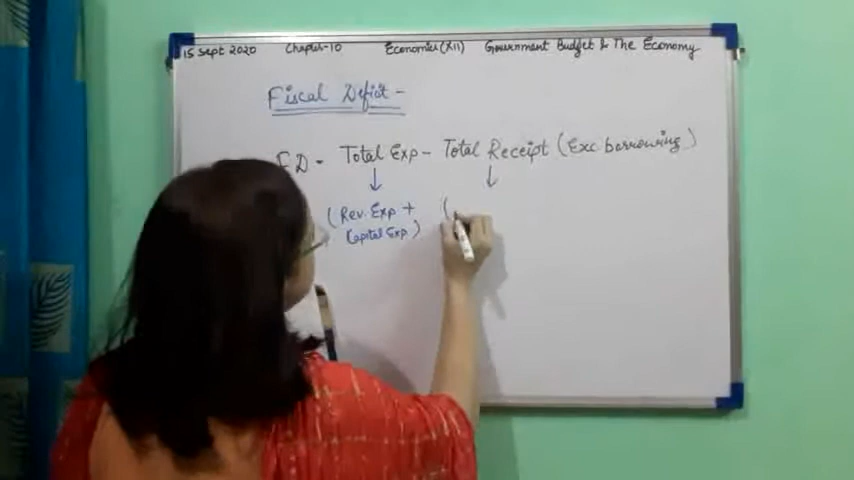 15 Sept 2020 Chapter-10 Economics (XII) Government Budget & The Economy
Fiscal Deficit -
FD = Total Exp - Total Receipt (Exc. borrowing)
(Rev. Exp + (
Capital Exp)